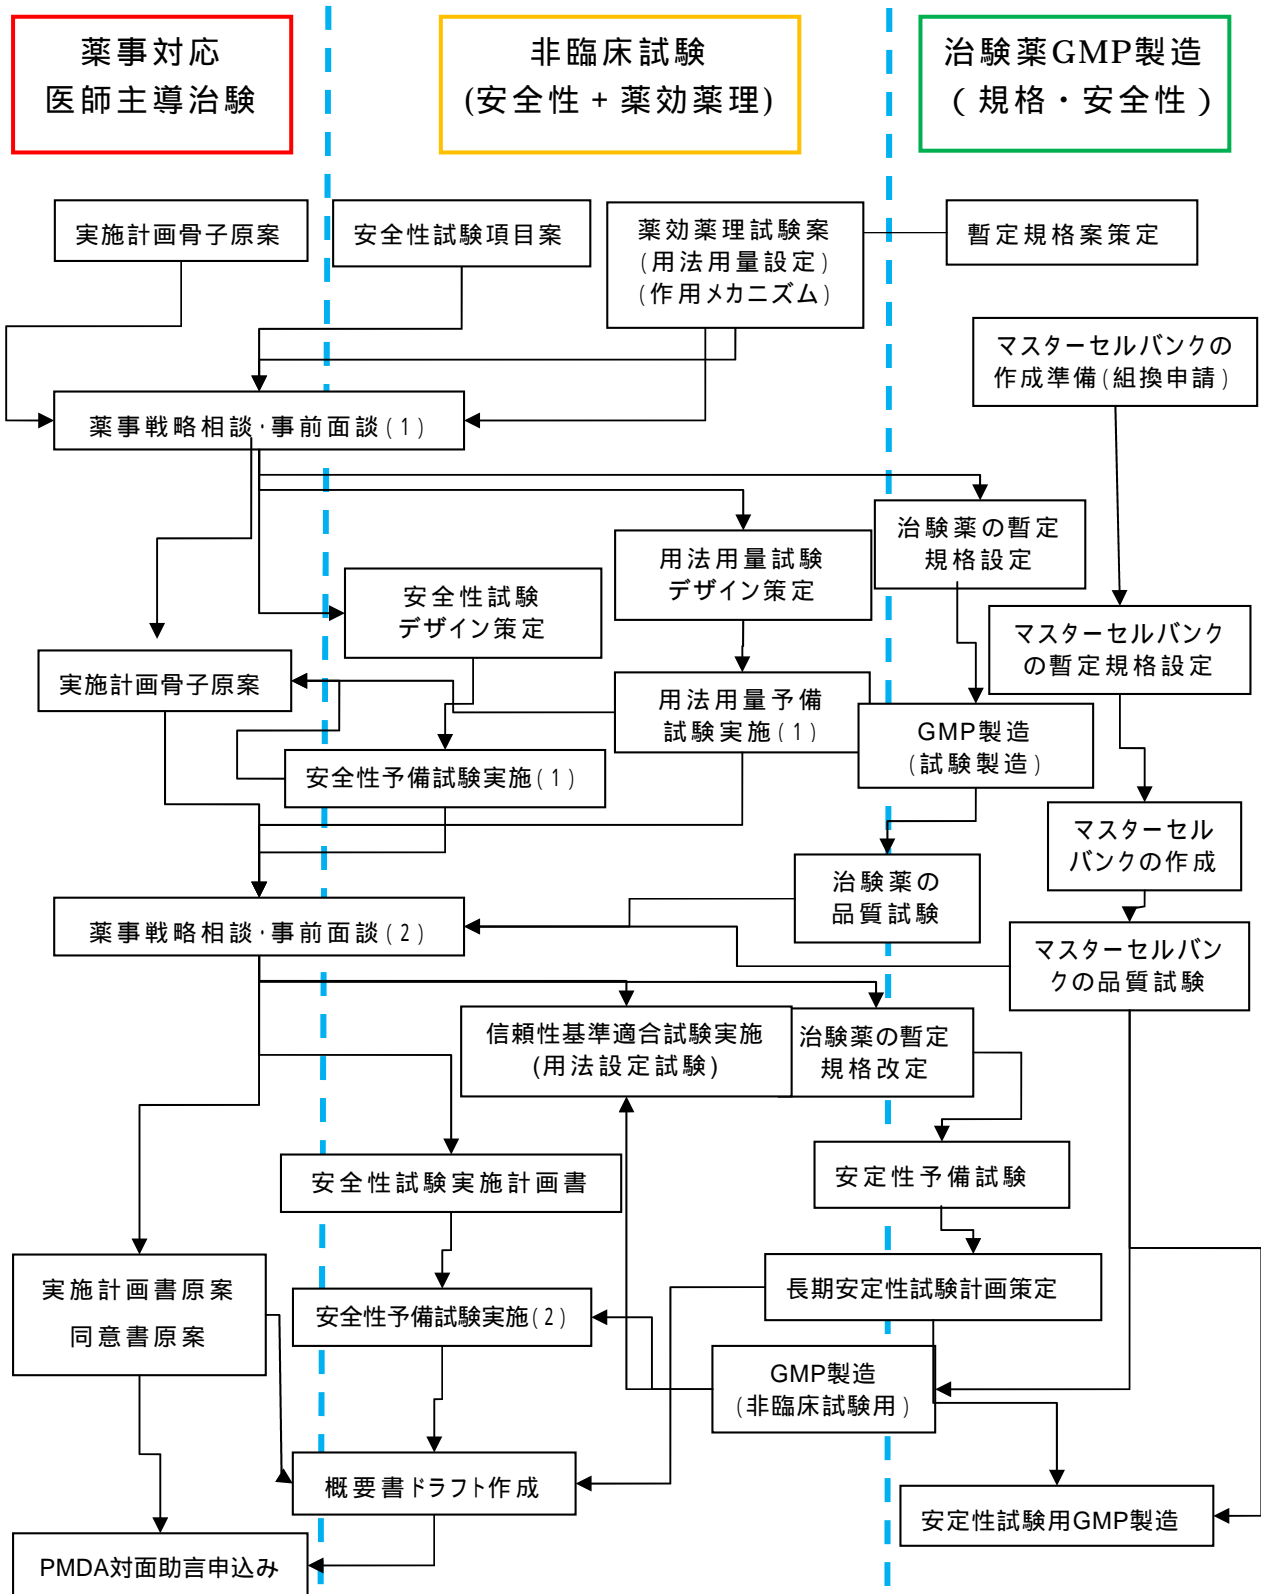 薬事対応
医師主導治験
非臨床試験
(安全性+薬効薬理)
治験薬GMP製造
(規格・安全性)
実施計画骨子原案
安全性試験項目案
薬効薬理試験案
(用法用量設定)
(作用メカニズム)
暫定規格案策定
マスターセルバンクの
作成準備(組換申請)
薬事戦略相談・事前面談(1)
治験薬の暫定
規格設定
用法用量試験
デザイン策定
安全性試験
デザイン策定
マスターセルバンク
の暫定規格設定
実施計画骨子原案
用法用量予備
試験実施(1)
GMP製造
(試験製造)
安全性予備試験実施(1)
マスターセル
バンクの作成
治験薬の
品質試験
薬事戦略相談・事前面談(2)
マスターセルバン
クの品質試験
信頼性基準適合試験実施
(用法設定試験)
治験薬の暫定
規格改定
安全性試験実施計画書
安定性予備試験
実施計画書原案
同意書原案
安全性予備試験実施(2)
長期安定性試験計画策定
GMP製造
(非臨床試験用)
概要書ドラフト作成
安定性試験用GMP製造
PMDA対面助言申込み